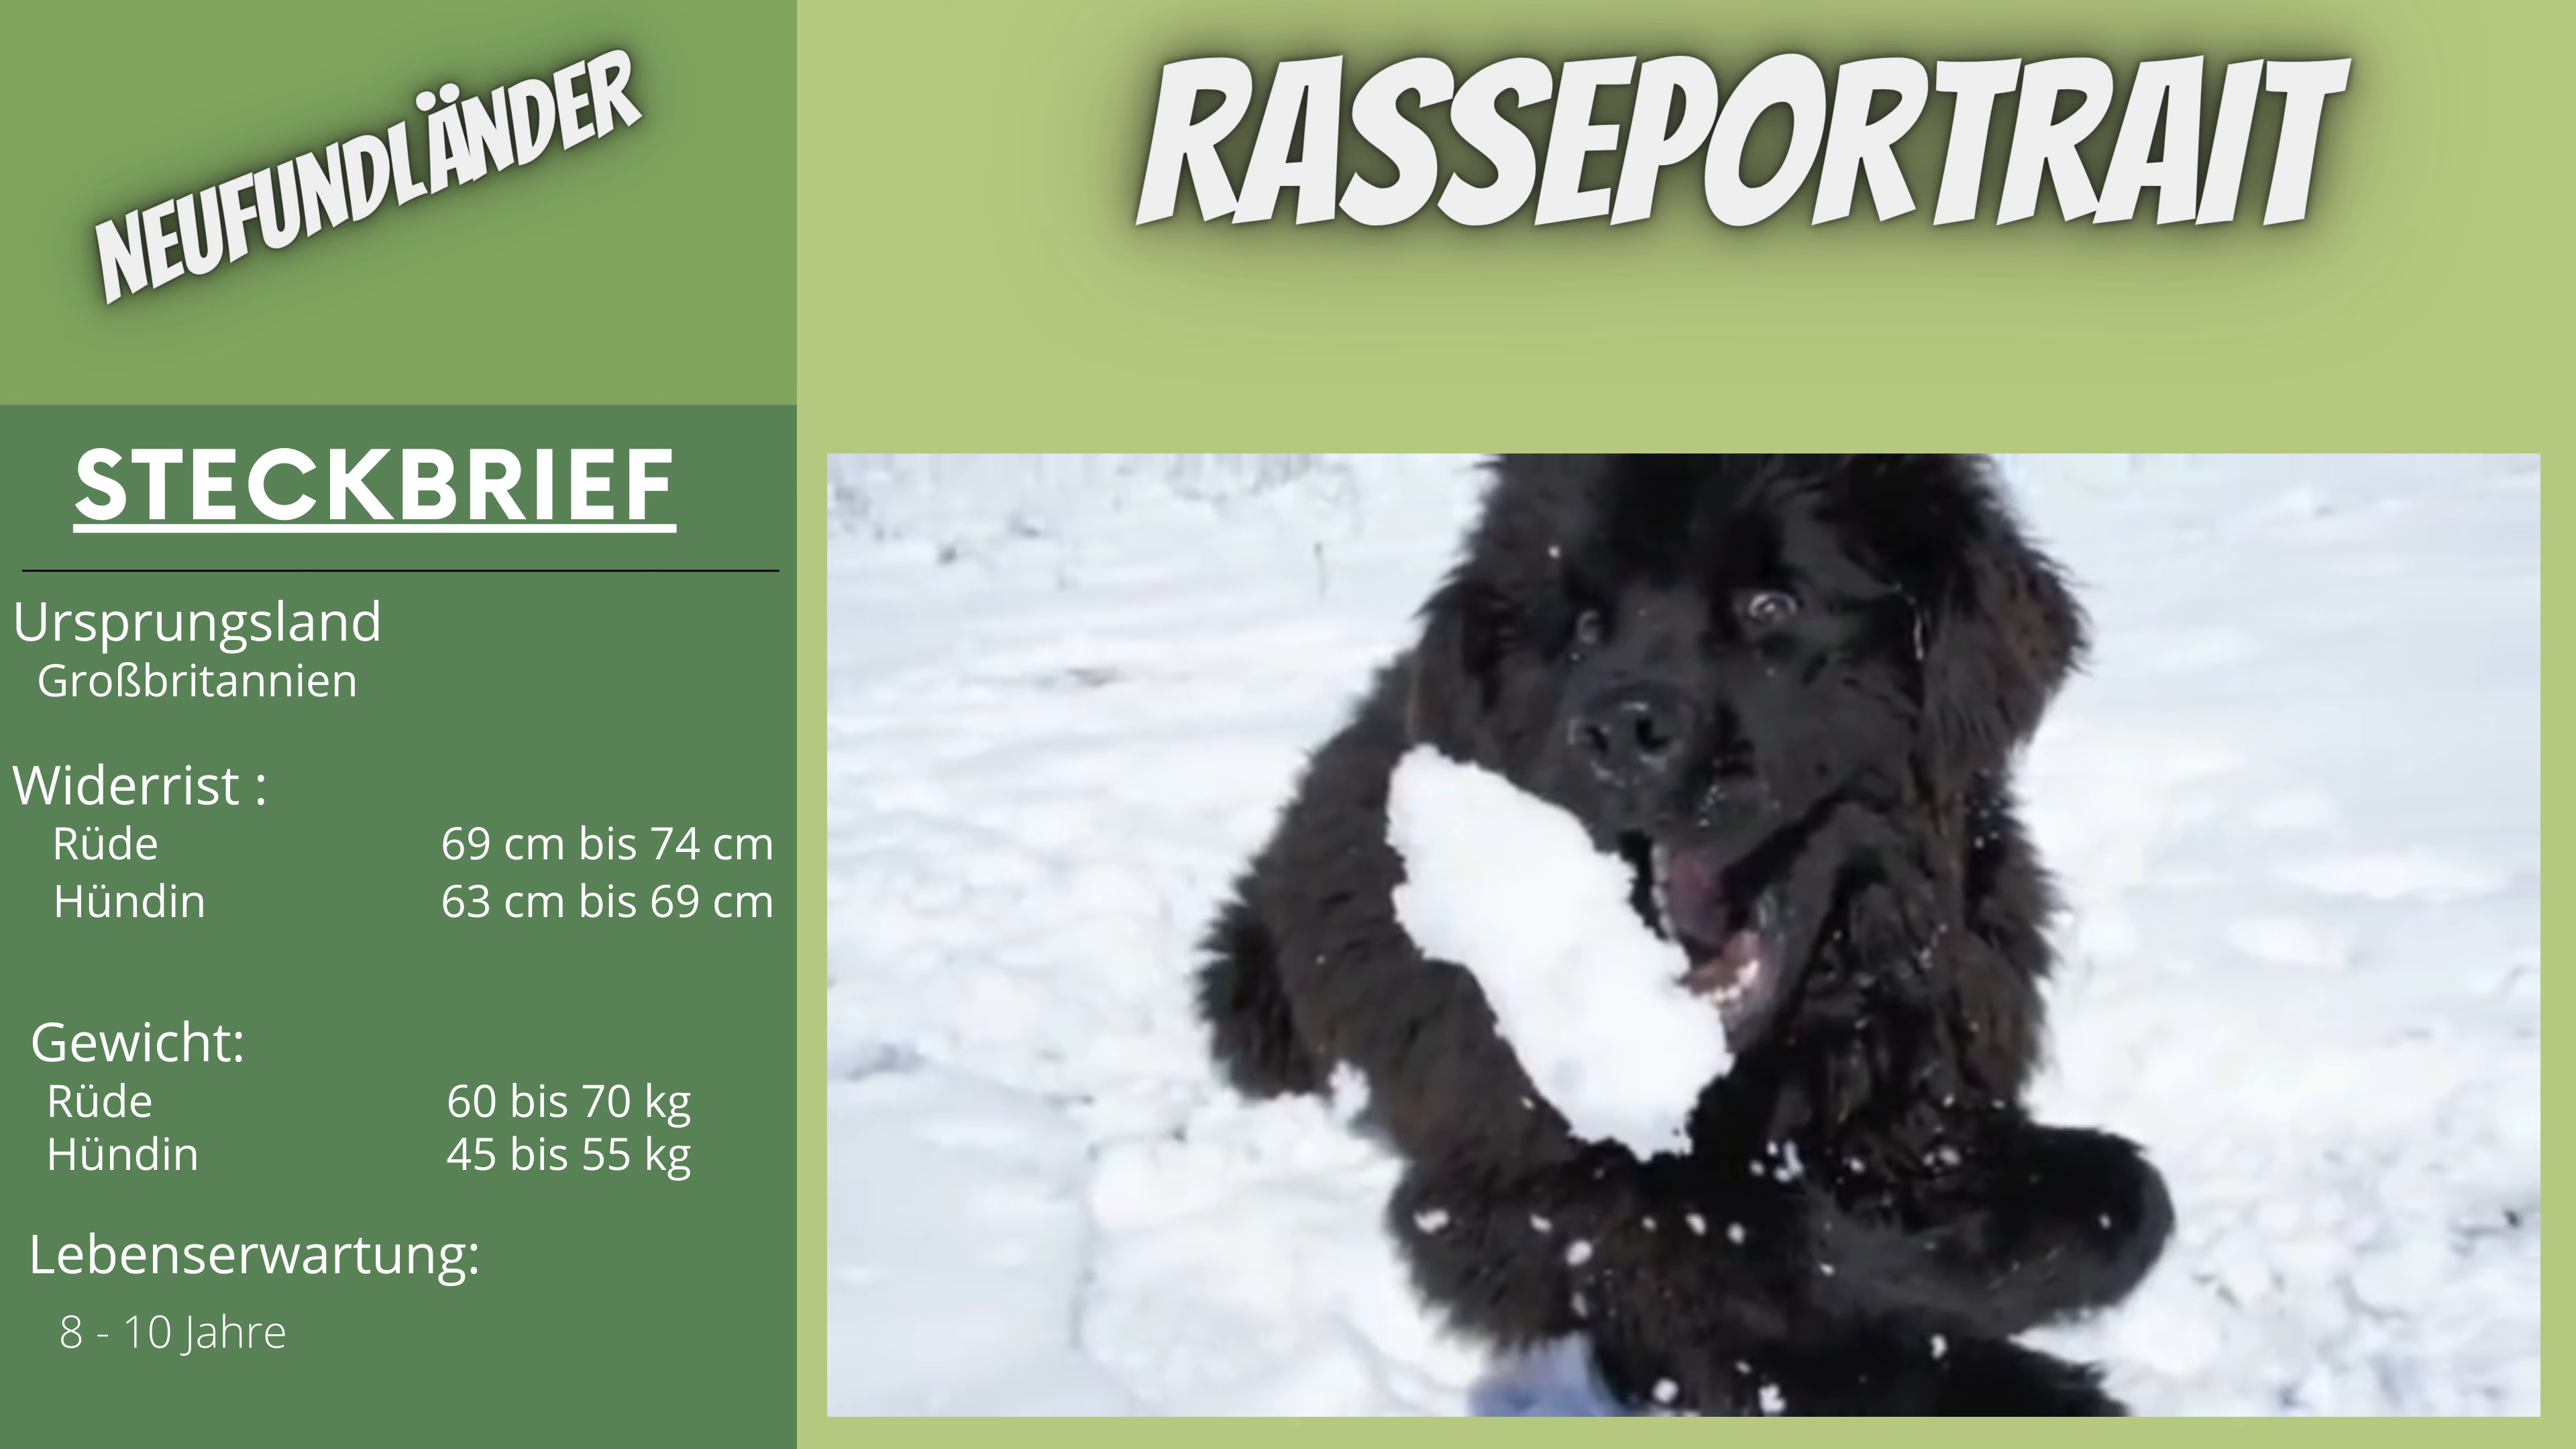 NEUFUNDLÄNDER
RASSEPORTRAIT
STECKBRIEF
Ursprungsland
Großbritannien
Widerrist :
Rüde 69 cm bis 74 cm
Hündin 63 cm bis 69 cm
Gewicht:
Rüde 60 bis 70 kg
Hündin 45 bis 55 kg
Lebenserwartung:
8 - 10 Jahre